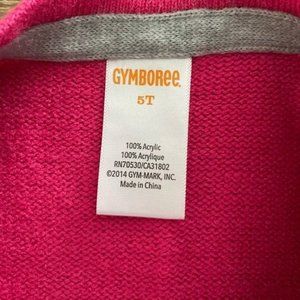 GYMBOREE.
5T
100% Acrylic
100% Acrylique
RN70530/CA31802
©2014 GYM-MARK, INC.
Made in China